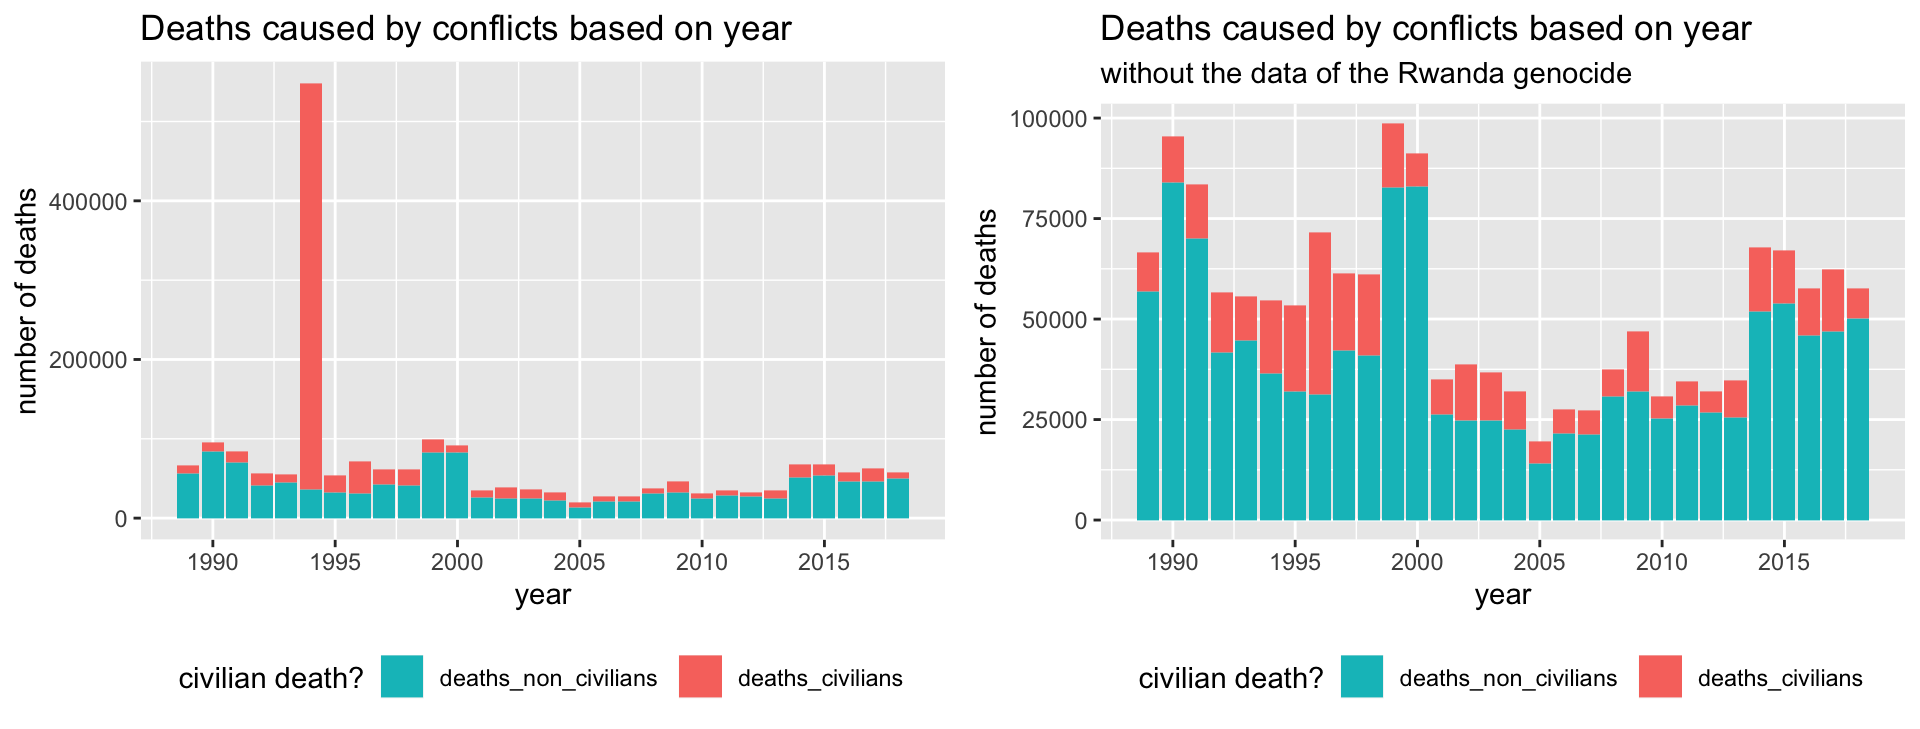 Deaths caused by conflicts based on year
number of deaths
400000
200000
0
1990 1995 2000 2005 2010 2015
year
civilian death? deaths_non_civilians deaths_civilians
Deaths caused by conflicts based on year
without the data of the Rwanda genocide
number of deaths
100000
75000
50000
25000
0
1990 1995 2000 2005 2010 2015
year
civilian death? deaths_non_civilians deaths_civilians